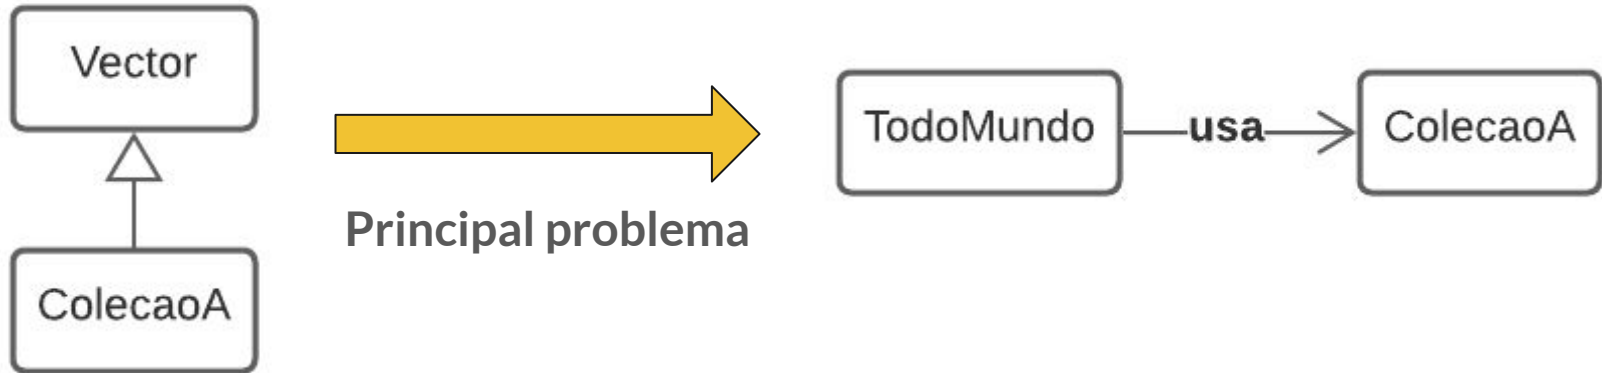 Vector
ColecaoA
Principal problema
TodoMundo
usa
ColecaoA